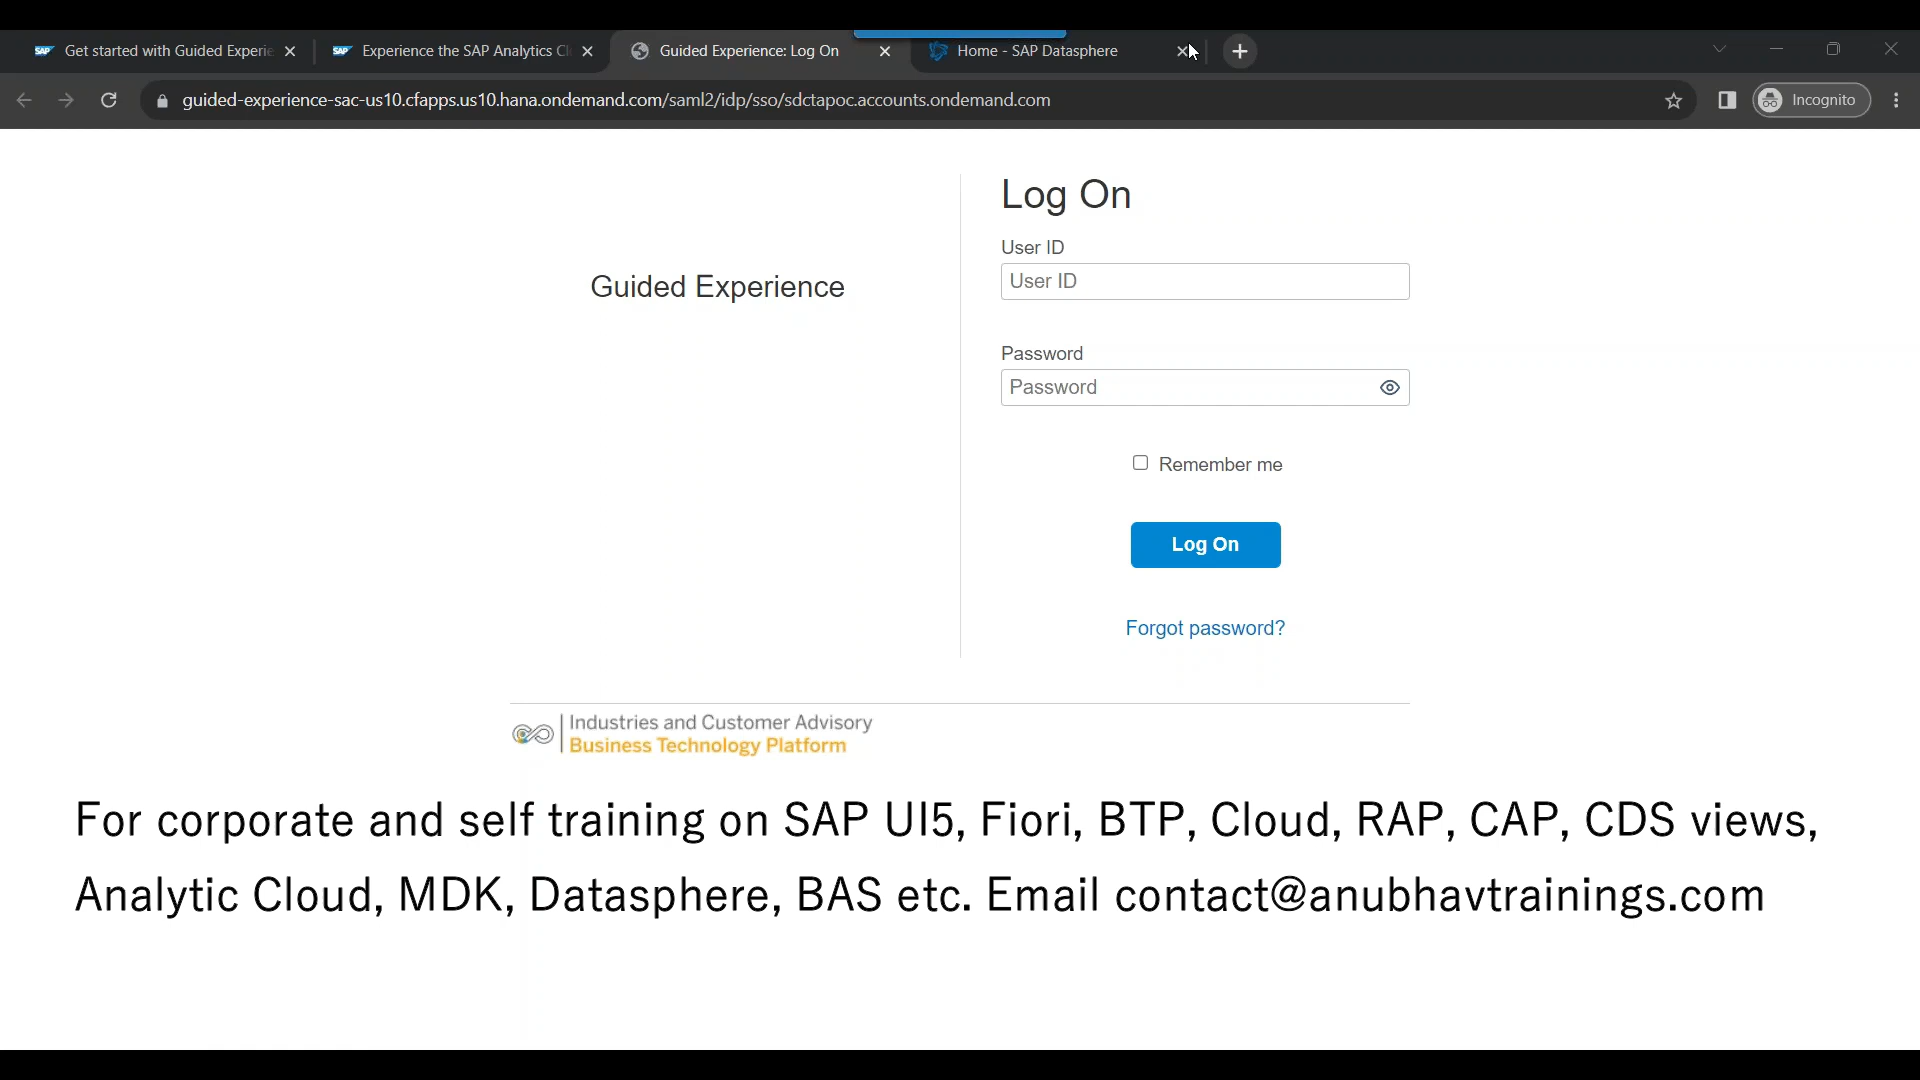 SAP Get started with Guided Experie
SAP Experience the SAP Analytics Cl
Guided Experience: Log On
Home - SAP Datasphere
guided-experience-sac-us10.cfapps.us10.hana.ondemand.com/saml2/idp/sso/sdctapoc.accounts.ondemand.com
Incognito
Guided Experience
Log On
User ID
User ID
Password
Password
Remember me
Log On
Forgot password?
Industries and Customer Advisory
Business Technology Platform
For corporate and self training on SAP UI5, Fiori, BTP, Cloud, RAP, CAP, CDS views,
Analytic Cloud, MDK, Datasphere, BAS etc. Email contact@anubhavtrainings.com